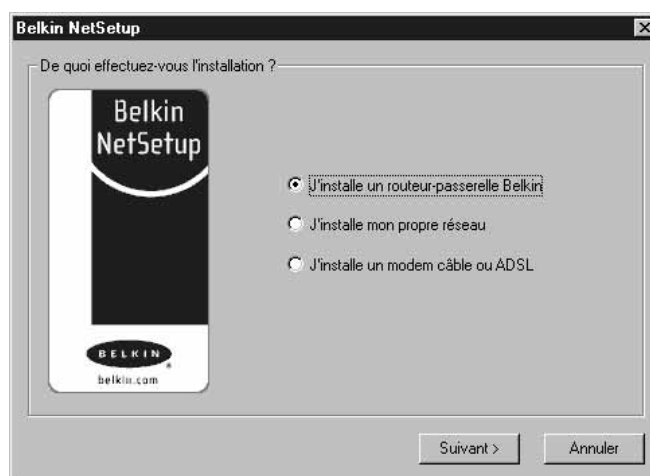 Belkin NetSetup
De quoi effectuez-vous l'installation ?
Belkin
NetSetup
J'installe un routeur-passerelle Belkin
J'installe mon propre réseau
J'installe un modem câble ou ADSL
BELKIN
®
belkin.com
Suivant >
Annuler